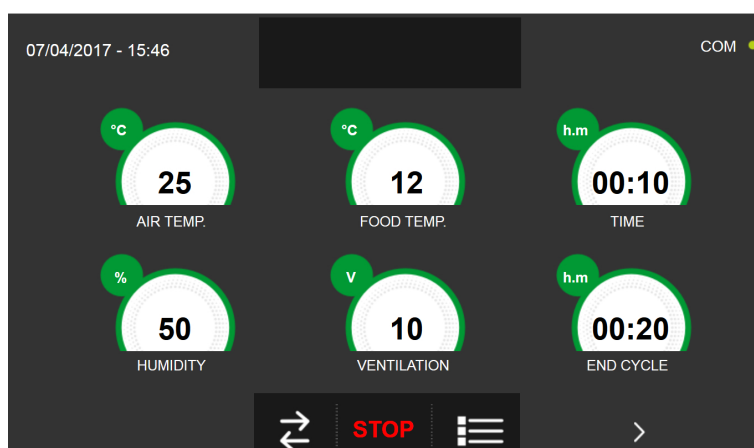 07/04/2017 - 15:46
COM
°C
25
AIR TEMP.
°C
12
FOOD TEMP.
h.m
00:10
TIME
%
50
HUMIDITY
V
10
VENTILATION
h.m
00:20
END CYCLE
STOP